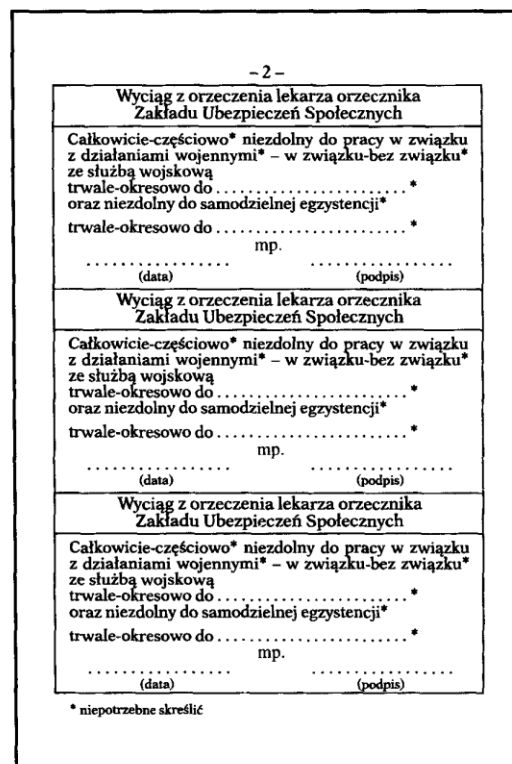 – 2 –
Wyciąg z orzeczenia lekarza orzecznika
Zakładu Ubezpieczeń Społecznych
Całkowicie-częściowo* niezdolny do pracy w związku
z działaniami wojennymi* – w związku-bez związku*
ze służbą wojskową
trwale-okresowo do . . . . . . . . . . . . . . . . . . . . . . . . . *
oraz niezdolny do samodzielnej egzystencji*
trwale-okresowo do . . . . . . . . . . . . . . . . . . . . . . . . . *
mp.
. . . . . . . . . . . . . . . . . . . . . . . . . . . . . . . . . .
(data) (podpis)
Wyciąg z orzeczenia lekarza orzecznika
Zakładu Ubezpieczeń Społecznych
Całkowicie-częściowo* niezdolny do pracy w związku
z działaniami wojennymi* – w związku-bez związku*
ze służbą wojskową
trwale-okresowo do . . . . . . . . . . . . . . . . . . . . . . . . . *
oraz niezdolny do samodzielnej egzystencji*
trwale-okresowo do . . . . . . . . . . . . . . . . . . . . . . . . . *
mp.
. . . . . . . . . . . . . . . . . . . . . . . . . . . . . . . . . .
(data) (podpis)
Wyciąg z orzeczenia lekarza orzecznika
Zakładu Ubezpieczeń Społecznych
Całkowicie-częściowo* niezdolny do pracy w związku
z działaniami wojennymi* – w związku-bez związku*
ze służbą wojskową
trwale-okresowo do . . . . . . . . . . . . . . . . . . . . . . . . . *
oraz niezdolny do samodzielnej egzystencji*
trwale-okresowo do . . . . . . . . . . . . . . . . . . . . . . . . . *
mp.
. . . . . . . . . . . . . . . . . . . . . . . . . . . . . . . . . .
(data) (podpis)
* niepotrzebne skreślić